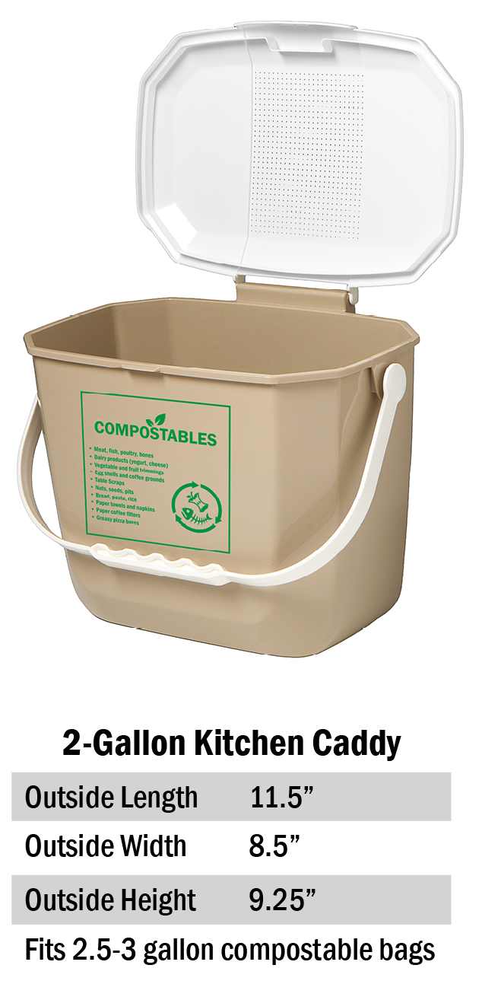 COMPOSTABLES
• Meat, fish, poultry, bones
• Dairy products (yogurt, cheese)
• Vegetable and fruit trimmings
• Egg shells and coffee grounds
• Table Scraps
• Nuts, seeds, pits
• Bread, pasta, rice
• Paper towels and napkins
• Paper coffee filters
• Greasy pizza boxes
2-Gallon Kitchen Caddy
Outside Length 11.5”
Outside Width 8.5”
Outside Height 9.25”
Fits 2.5-3 gallon compostable bags